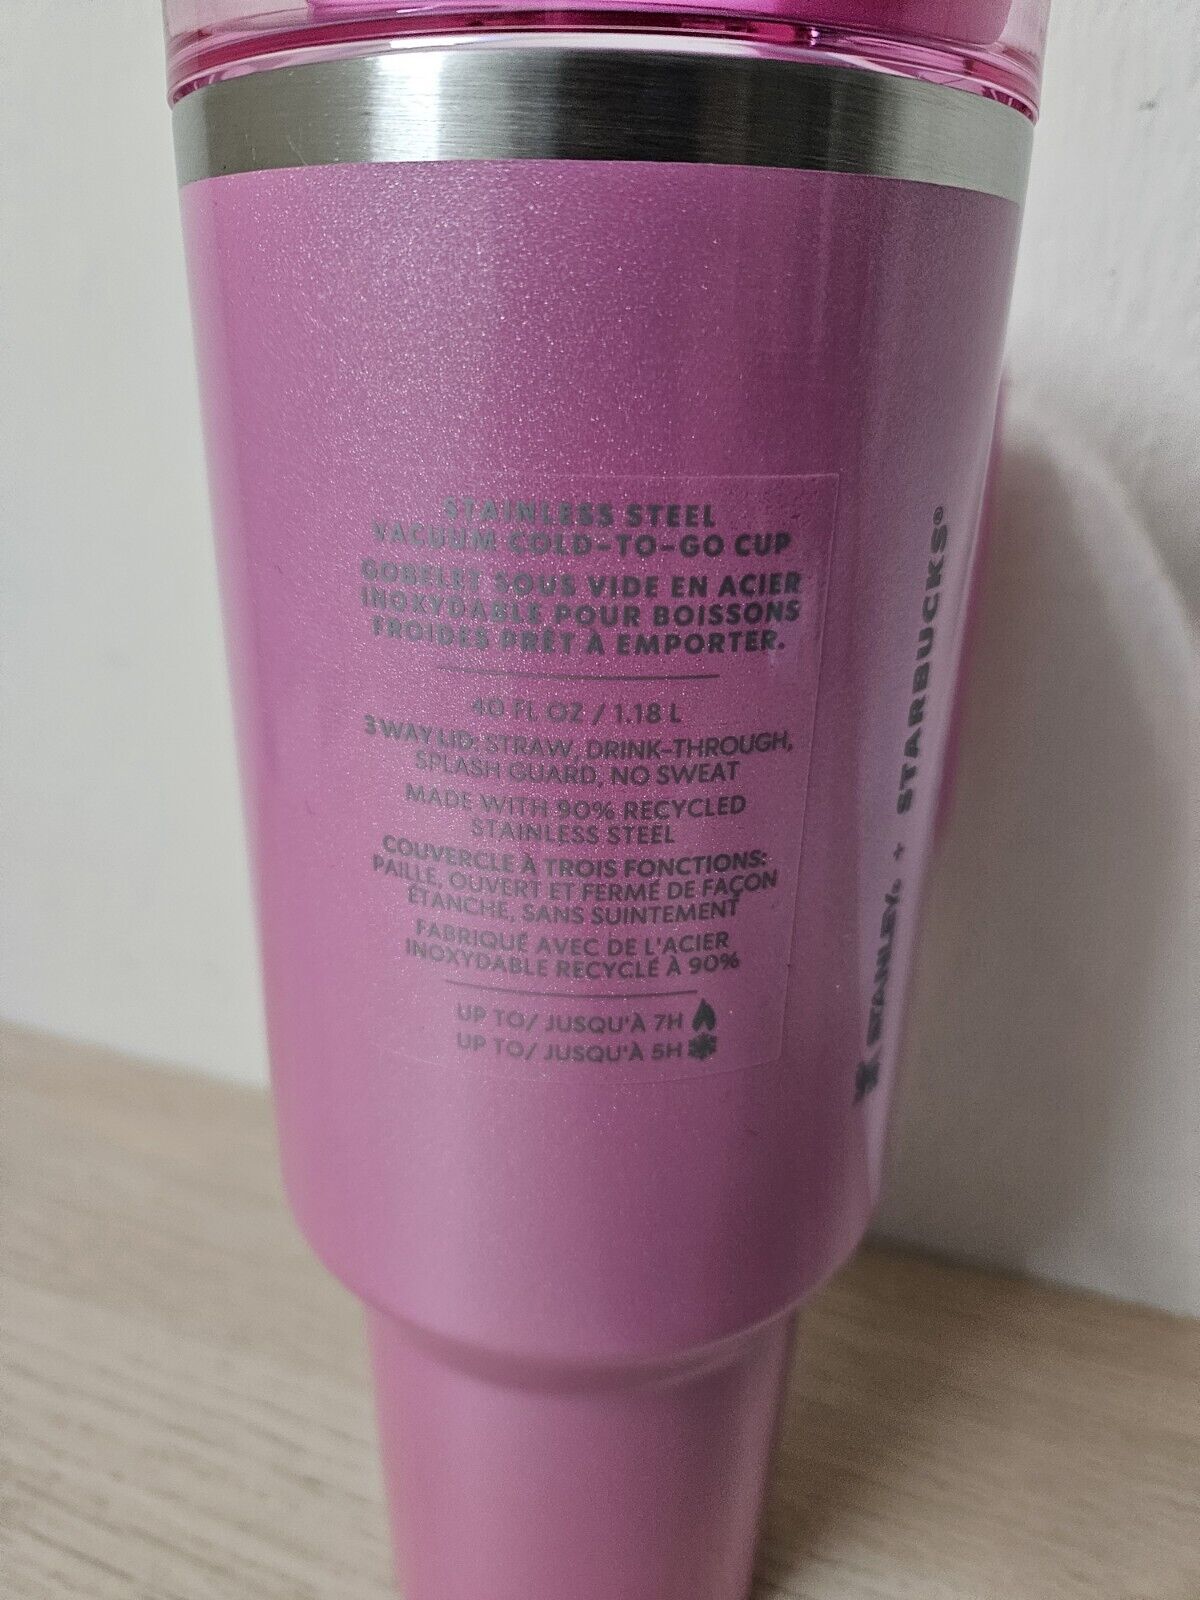 STAINLESS STEEL
VACUUM COLD-TO-GO CUP
GOBELET SOUS VIDE EN ACIER
INOXYDABLE POUR BOISSONS
FROIDES PRÊT À EMPORTER.
40 FL OZ / 1.18 L
3 WAY LID: STRAW, DRINK-THROUGH,
SPLASH GUARD, NO SWEAT
MADE WITH 90% RECYCLED
STAINLESS STEEL
COUVERCLE À TROIS FONCTIONS:
PAILLE, OUVERT ET FERMÉ DE FAÇON
ÉTANCHE, SANS SUINTEMENT
FABRIQUÉ AVEC DE L'ACIER
INOXYDABLE RECYCLÉ À 90%
UP TO/ JUSQU'À 7H
UP TO/ JUSQU'À 5H
STANLEY® + STARBUCKS®